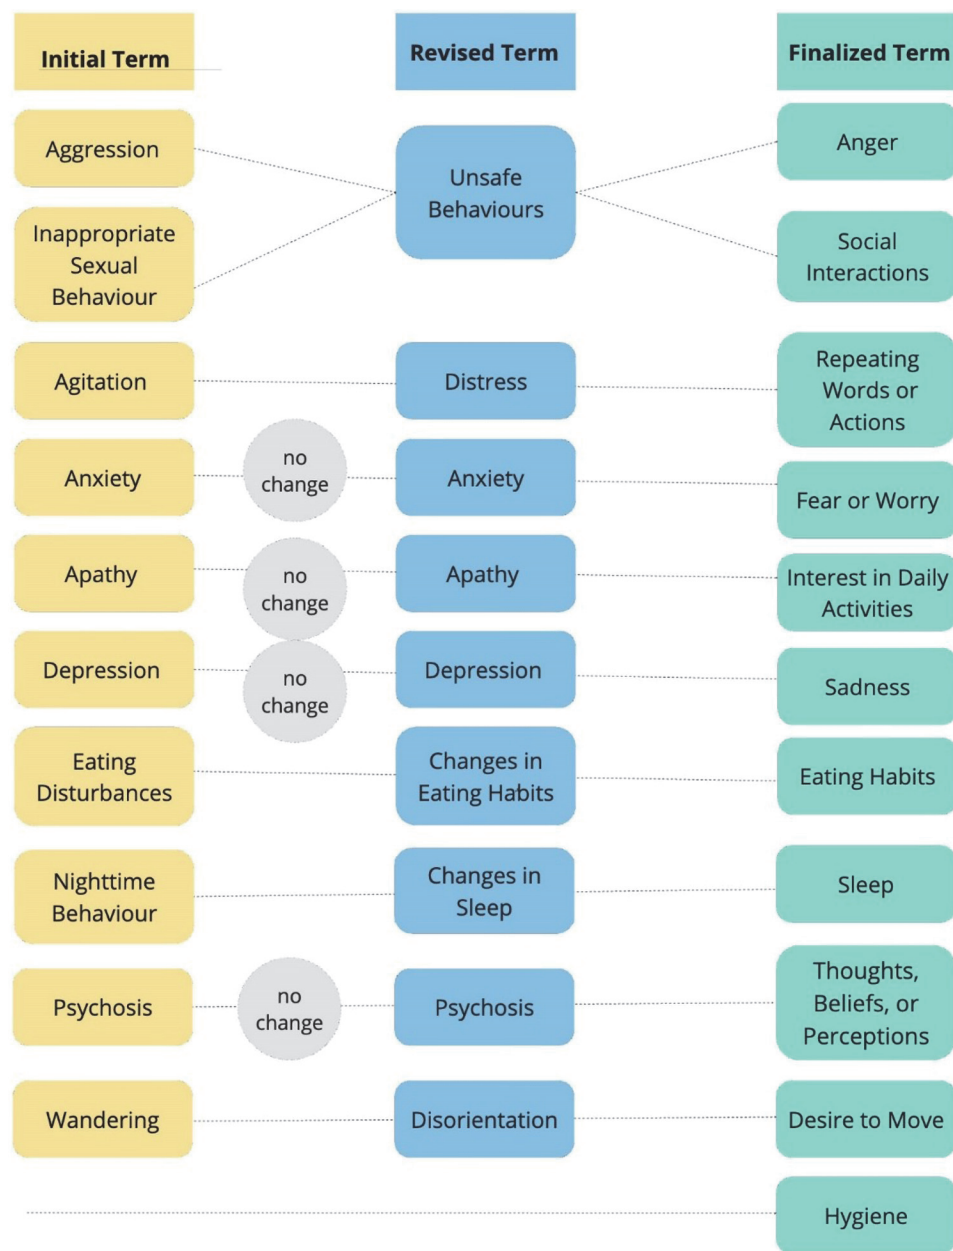 Initial Term
Revised Term
Finalized Term
Aggression
Unsafe
Behaviours
Anger
Inappropriate
Sexual
Behaviour
Social
Interactions
Agitation
Distress
Repeating
Words or
Actions
Anxiety
no
change
Anxiety
Fear or Worry
Apathy
no
change
Apathy
Interest in Daily
Activities
Depression
no
change
Depression
Sadness
Eating
Disturbances
Changes in
Eating Habits
Eating Habits
Nighttime
Behaviour
Changes in
Sleep
Sleep
Psychosis
no
change
Psychosis
Thoughts,
Beliefs, or
Perceptions
Wandering
Disorientation
Desire to Move
Hygiene